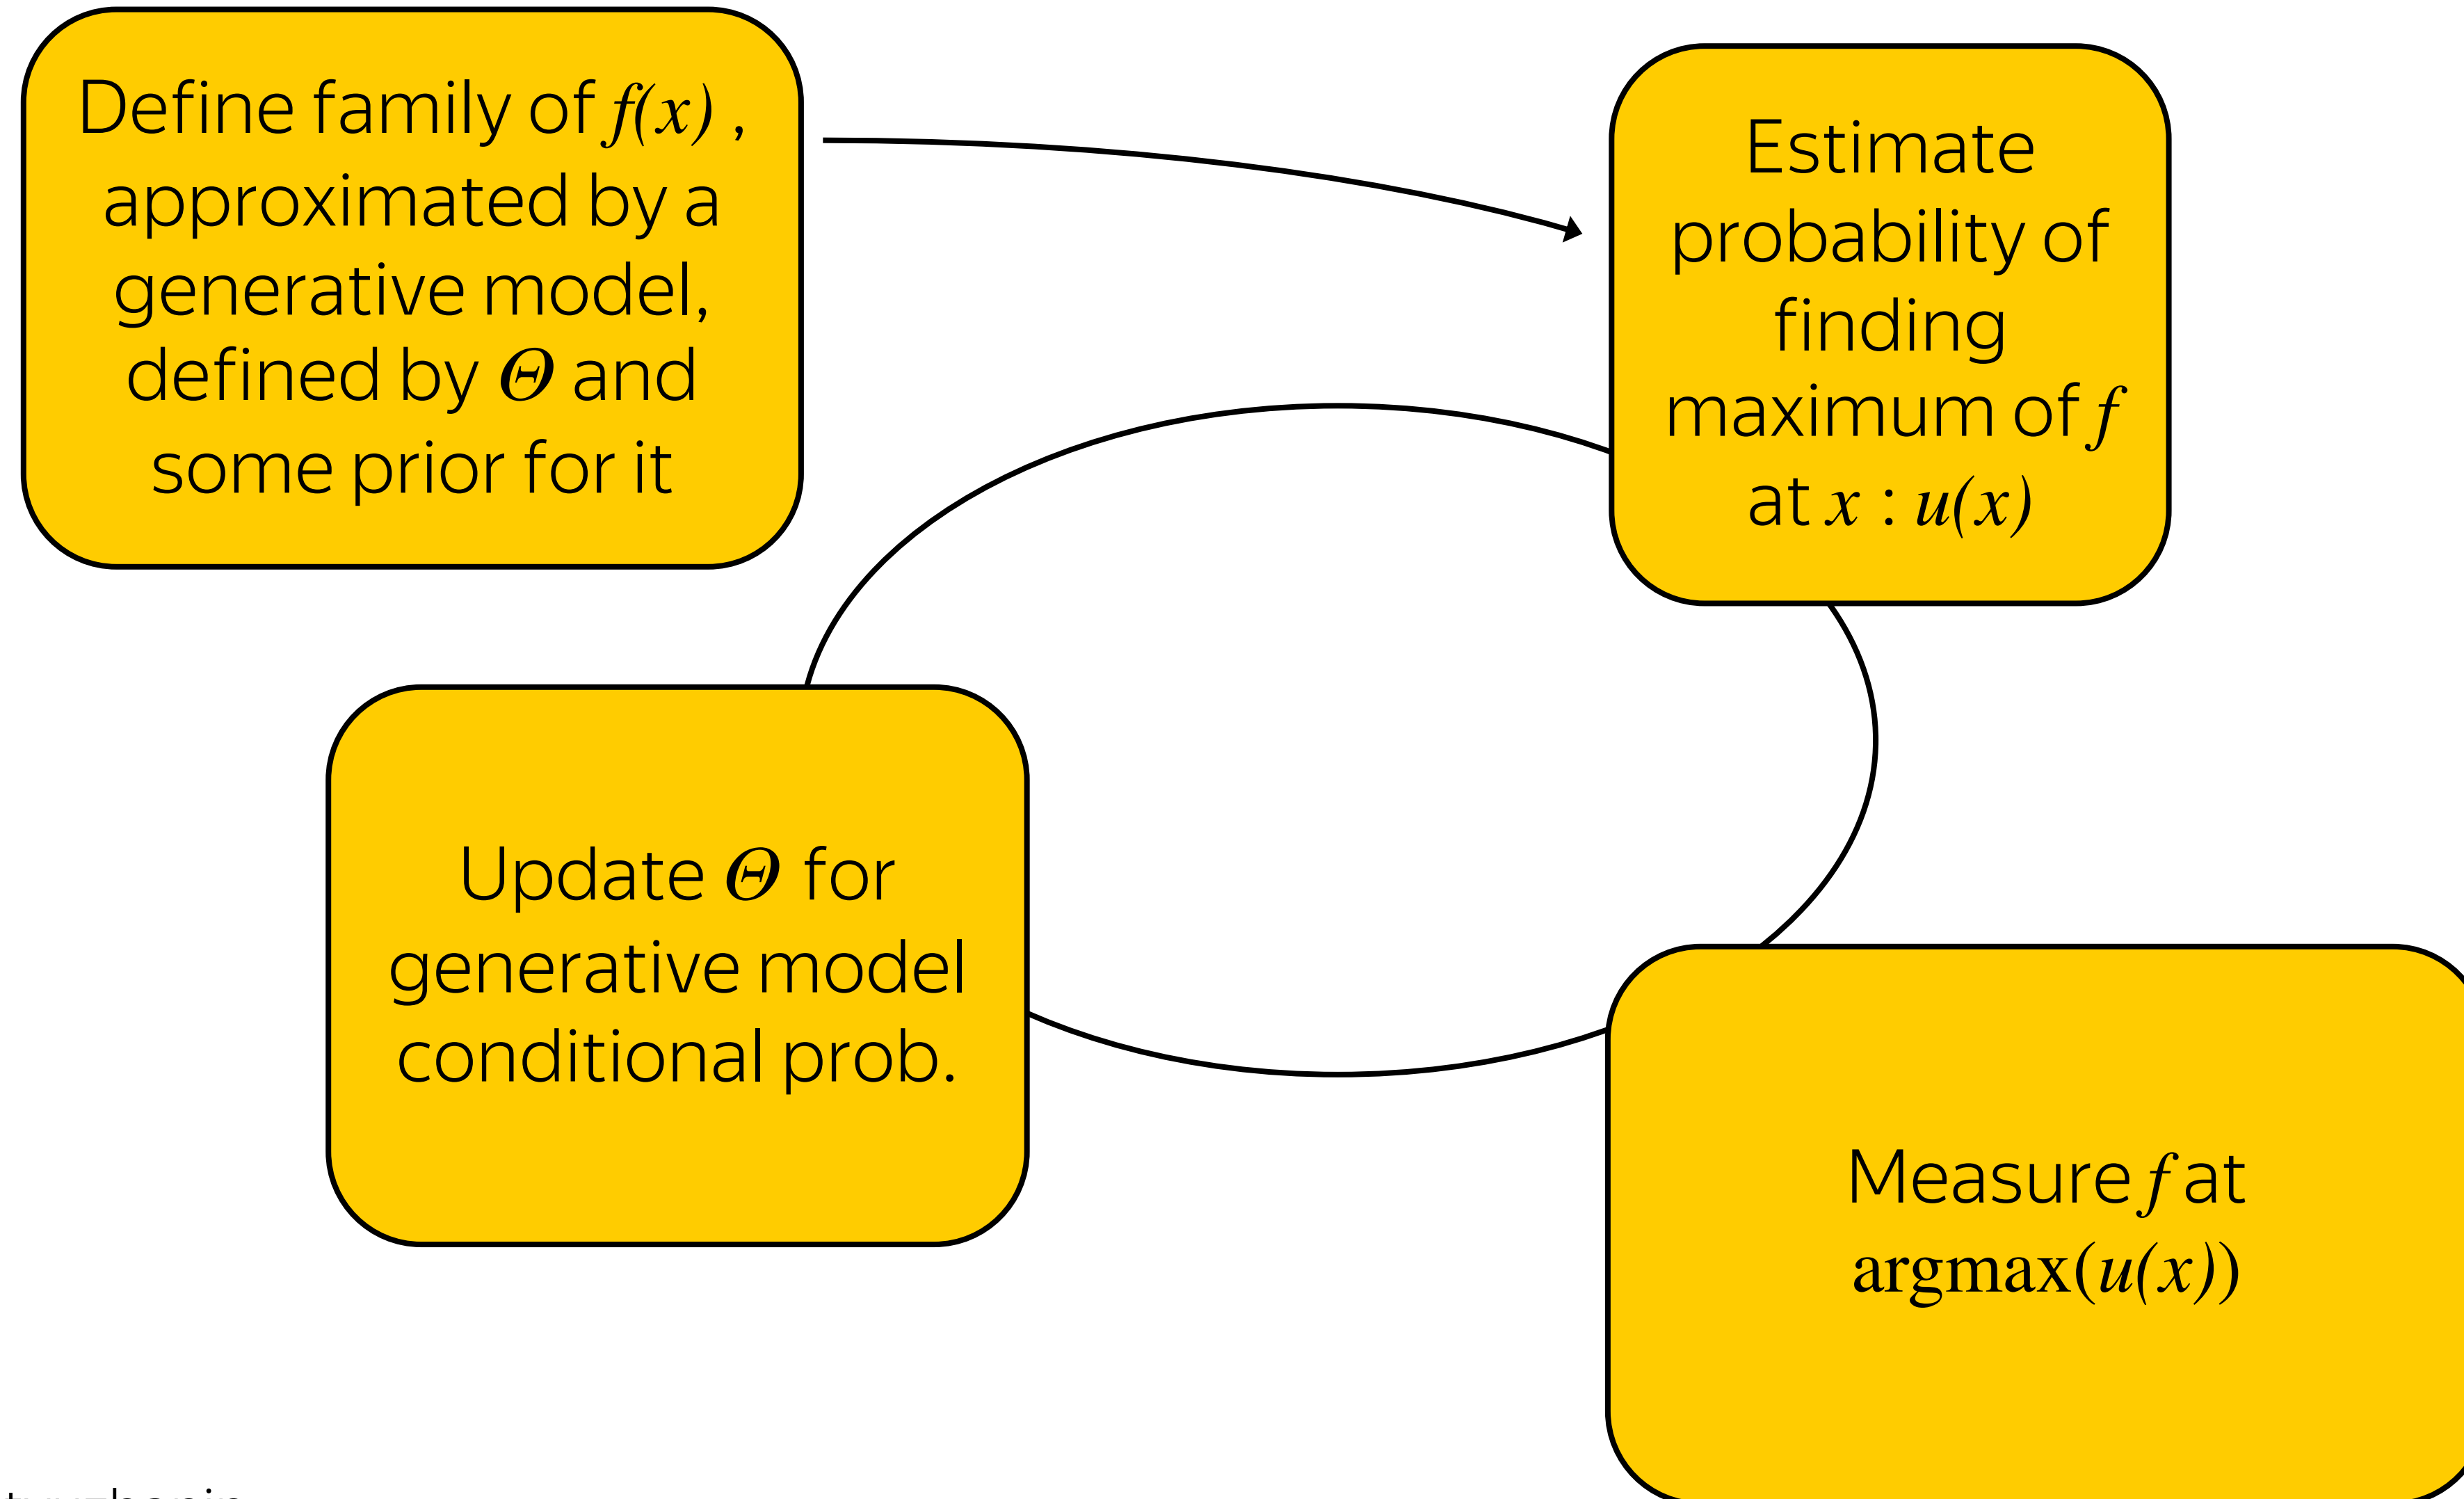 Define family of f(x) ,
approximated by a
generative model,
defined by Θ and
some prior for it
Estimate
probability of
finding
maximum of f
at x : u(x)
Update Θ for
generative model
conditional prob.
Measure f at
argmax(u(x))